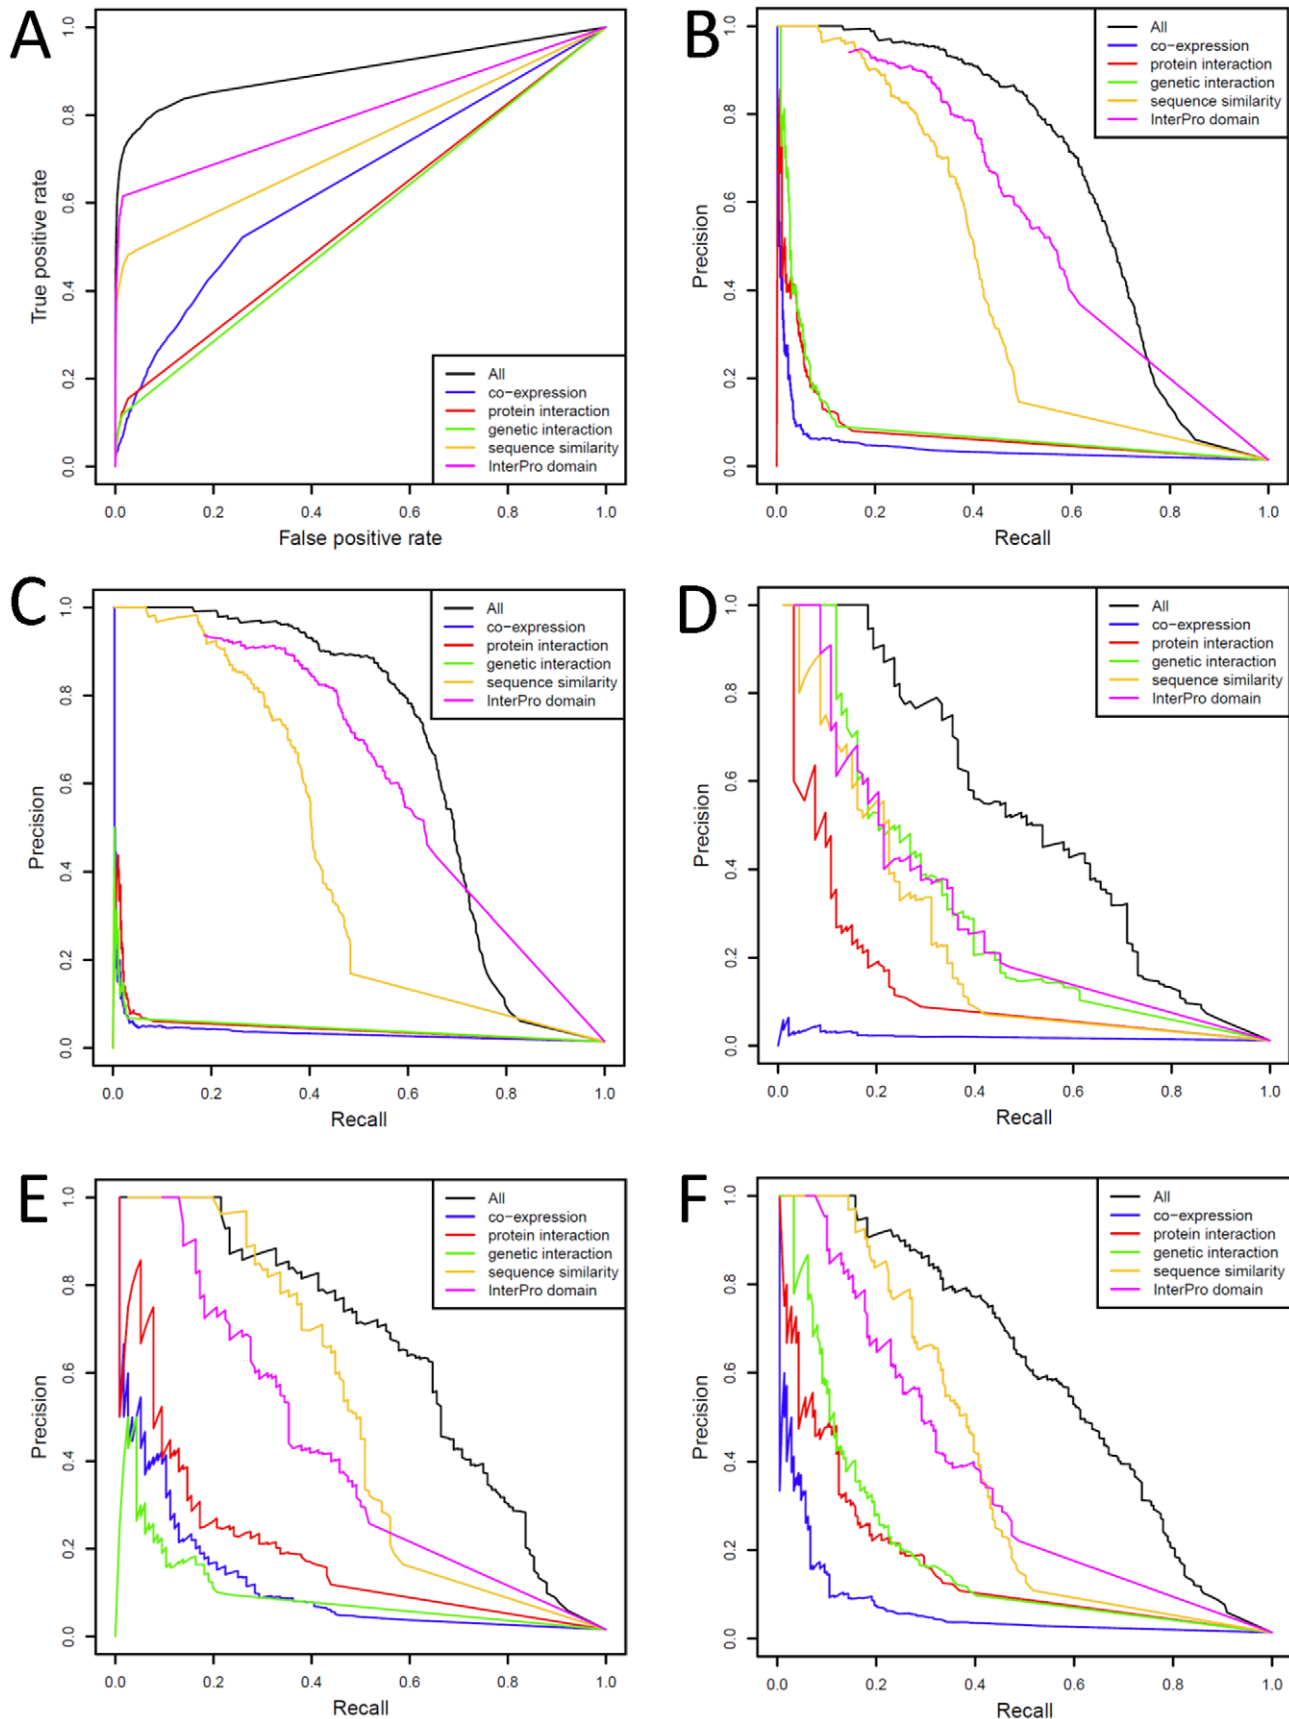 A
True positive rate
0.0 0.2 0.4 0.6 0.8 1.0
All
co-expression
protein interaction
genetic interaction
sequence similarity
InterPro domain
0.0 0.2 0.4 0.6 0.8 1.0
False positive rate
B
Precision
0.0 0.2 0.4 0.6 0.8 1.0
All
co-expression
protein interaction
genetic interaction
sequence similarity
InterPro domain
0.0 0.2 0.4 0.6 0.8 1.0
Recall
C
Precision
0.0 0.2 0.4 0.6 0.8 1.0
All
co-expression
protein interaction
genetic interaction
sequence similarity
InterPro domain
0.0 0.2 0.4 0.6 0.8 1.0
Recall
D
Precision
0.0 0.2 0.4 0.6 0.8 1.0
All
co-expression
protein interaction
genetic interaction
sequence similarity
InterPro domain
0.0 0.2 0.4 0.6 0.8 1.0
Recall
E
Precision
0.0 0.2 0.4 0.6 0.8 1.0
All
co-expression
protein interaction
genetic interaction
sequence similarity
InterPro domain
0.0 0.2 0.4 0.6 0.8 1.0
Recall
F
Precision
0.0 0.2 0.4 0.6 0.8 1.0
All
co-expression
protein interaction
genetic interaction
sequence similarity
InterPro domain
0.0 0.2 0.4 0.6 0.8 1.0
Recall